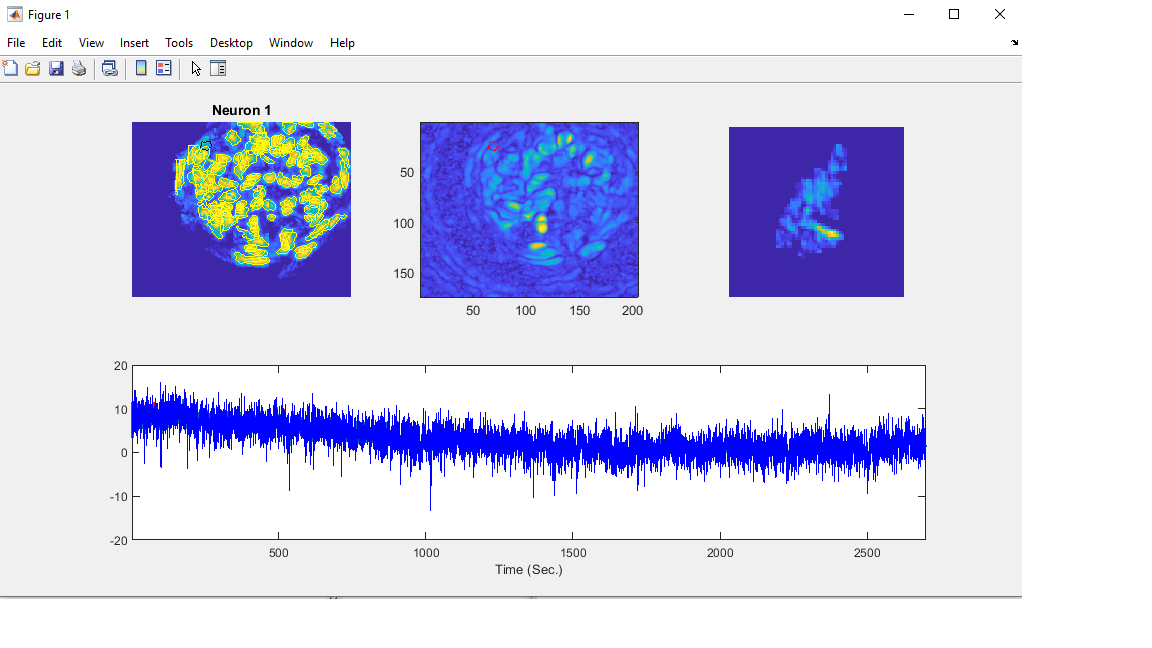 Figure 1
File Edit View Insert Tools Desktop Window Help
Neuron 1
50
100
150
50 100 150 200
20
10
0
-10
-20
500 1000 1500 2000 2500
Time (Sec.)